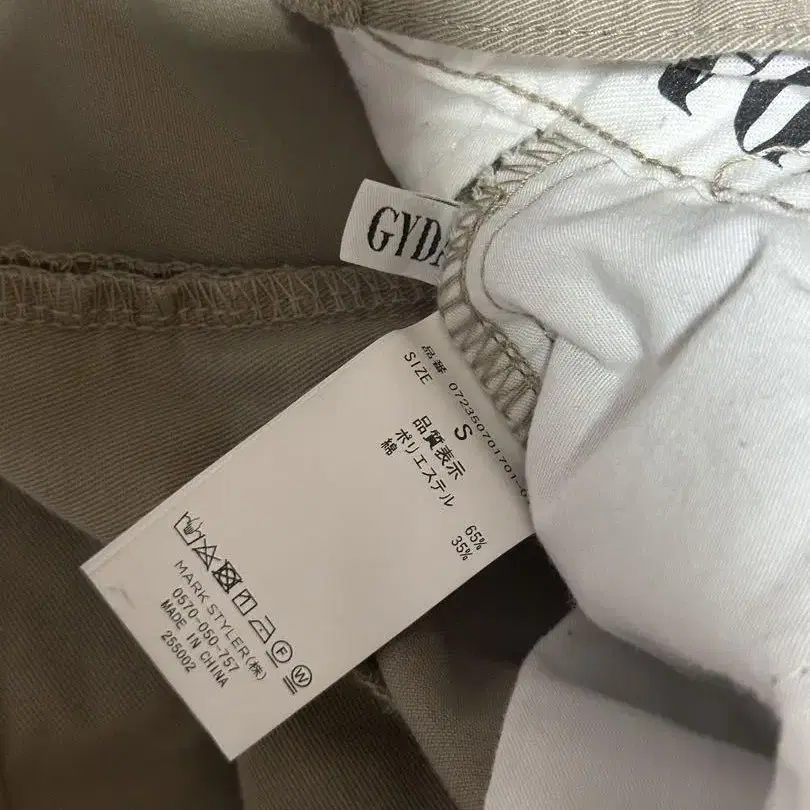 GYDA
品番 072350701701-0
SIZE S
品質表示
ポリエステル 65%
綿 35%
F W
MARK STYLER(株)
0570-050-757
MADE IN CHINA
255002